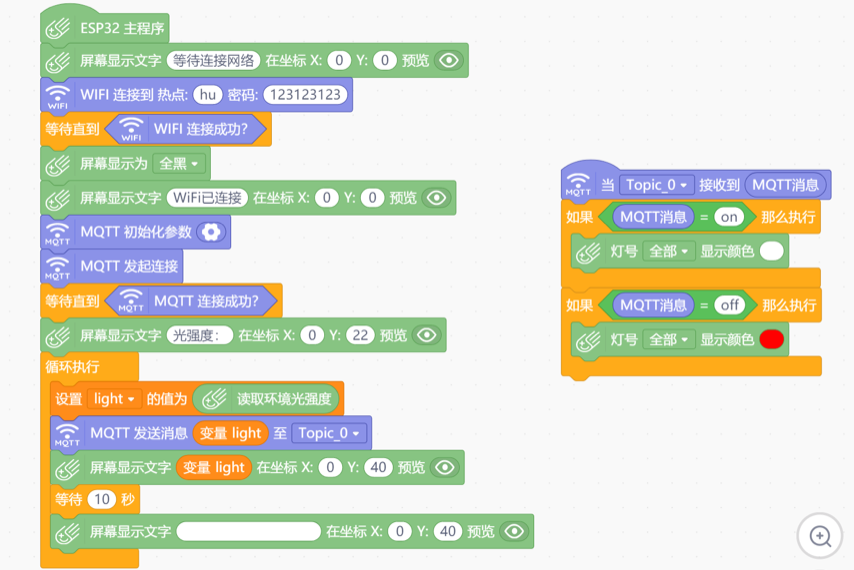 ESP32 主程序
屏幕显示文字 等待连接网络 在坐标 X: 0 Y: 0 预览
WIFI WIFI 连接到 热点: hu 密码: 123123123
等待直到 WIFI WIFI 连接成功?
屏幕显示为 全黑
屏幕显示文字 WiFi已连接 在坐标 X: 0 Y: 0 预览
MQTT MQTT 初始化参数
MQTT MQTT 发起连接
等待直到 MQTT MQTT 连接成功?
屏幕显示文字 光强度: 在坐标 X: 0 Y: 22 预览
循环执行
设置 light 的值为 读取环境光强度
MQTT MQTT 发送消息 变量 light 至 Topic_0
屏幕显示文字 变量 light 在坐标 X: 0 Y: 40 预览
等待 10 秒
屏幕显示文字 在坐标 X: 0 Y: 40 预览
MQTT 当 Topic_0 接收到 MQTT消息
如果 MQTT消息 = on 那么执行
灯号 全部 显示颜色
如果 MQTT消息 = off 那么执行
灯号 全部 显示颜色